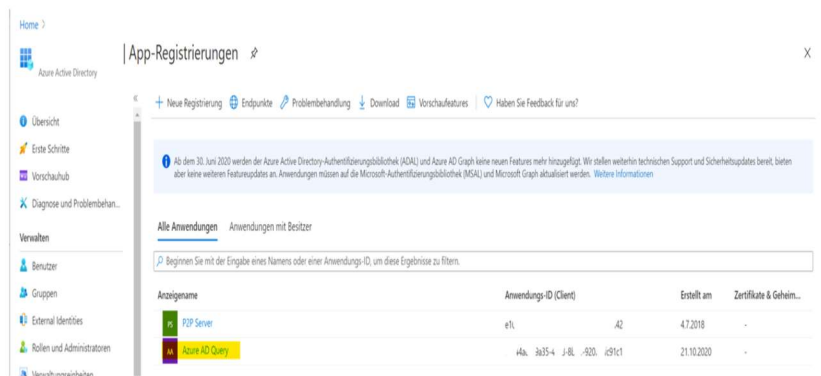 Home >
| App-Registrierungen
Azure Active Directory
Neue Registrierung Endpunkte Problembehandlung Download Vorschaufeatures Haben Sie Feedback für uns?
Übersicht
Erste Schritte
Vorschauhub
Diagnose und Problembehan...
Verwalten
Benutzer
Gruppen
External Identities
Rollen und Administratoren
Verwaltungseinheiten
Ab dem 30. Juni 2020 werden der Azure Active Directory-Authentifizierungsbibliothek (ADAL) und Azure AD Graph keine neuen Features mehr hinzugefügt. Wir stellen weiterhin technischen Support und Sicherheitsupdates bereit, bieten
aber keine weiteren Featureupdates an. Anwendungen müssen auf die Microsoft-Authentifizierungsbibliothek (MSAL) und Microsoft Graph aktualisiert werden. Weitere Informationen
Alle Anwendungen Anwendungen mit Besitzer
Beginnen Sie mit der Eingabe eines Namens oder einer Anwendungs-ID, um diese Ergebnisse zu filtern.
Anzeigename Anwendungs-ID (Client) Erstellt am Zertifikate & Geheim...
PS P2P Server 4.7.2018 -
AA Azure AD Query 21.10.2020 -